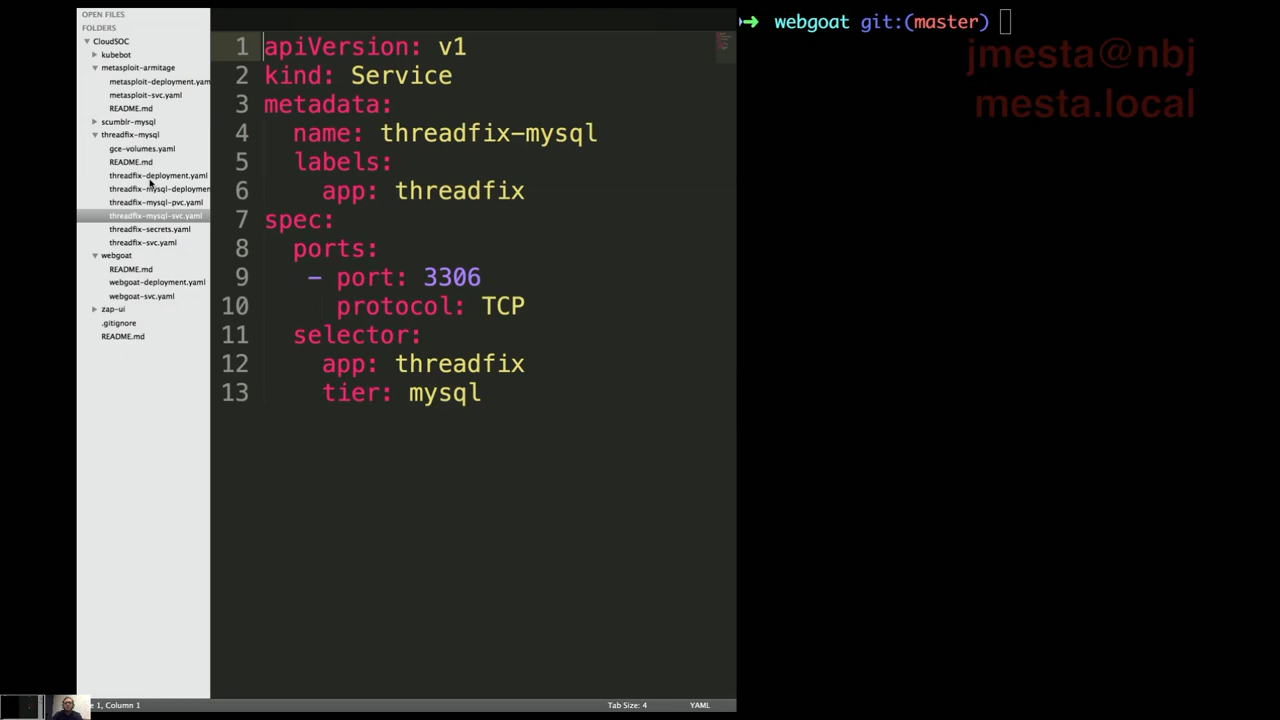 OPEN FILES
FOLDERS
CloudSOC
kubebot
metasploit-armitage
metasploit-deployment.yam
metasploit-svc.yaml
README.md
scumblr-mysql
threadfix-mysql
gce-volumes.yaml
README.md
threadfix-deployment.yaml
threadfix-mysql-deploymen
threadfix-mysql-pvc.yaml
threadfix-mysql-svc.yaml
threadfix-secrets.yaml
threadfix-svc.yaml
webgoat
README.md
webgoat-deployment.yaml
webgoat-svc.yaml
zap-ui
.gitignore
README.md
1 apiVersion: v1
2 kind: Service
3 metadata:
4 name: threadfix-mysql
5 labels:
6 app: threadfix
7 spec:
8 ports:
9 - port: 3306
10 protocol: TCP
11 selector:
12 app: threadfix
13 tier: mysql
e 1, Column 1
Tab Size: 4
YAML
➜ webgoat git:(master)
jmesta@nbj
mesta.local